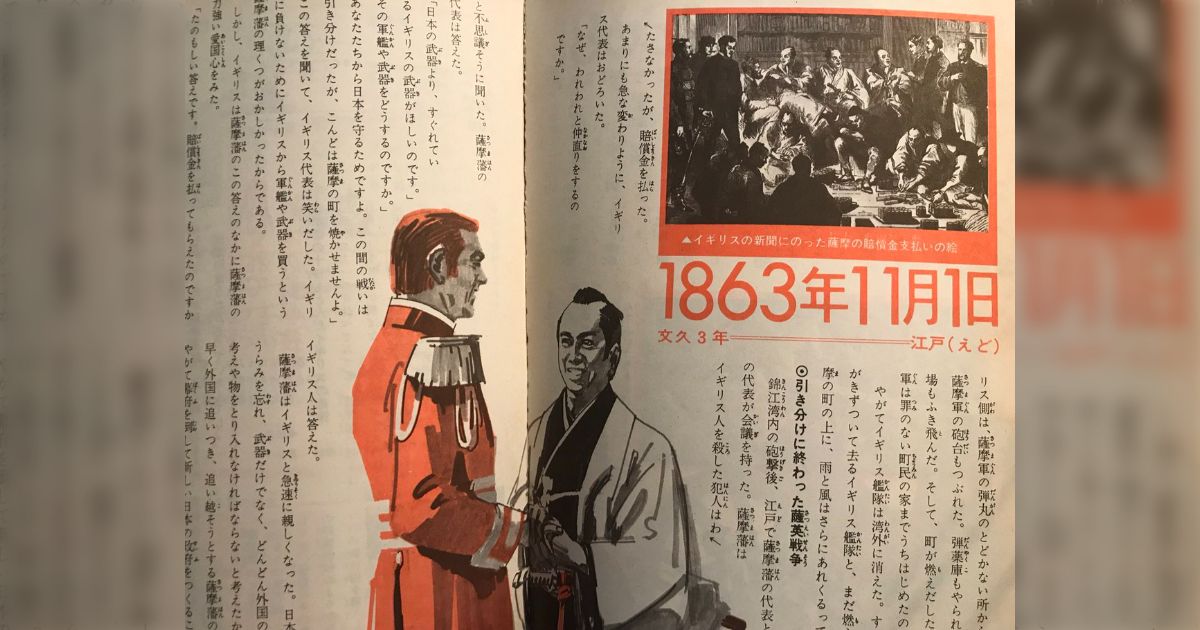 ▲イギリスの新聞にのった薩摩の賠償金支払いの絵
1863年11月1日
文久3年──江戸(えど)
リス側は、薩摩軍の弾丸のとどかない所か
薩摩軍の砲台もつぶれた。弾薬庫もやられ
場もふき飛んだ。そして、町が燃えだした
軍は罪のない町民の家までうちはじめたの
やがてイギリス艦隊は湾外に消えた。す
がきずついて去るイギリス艦隊と、まだ燃
摩の町の上に、雨と風はさらにあれくるっ
◎引き分けに終わった薩英戦争
錦江湾内の砲撃後、江戸で薩摩藩の代表と
の代表が会議を持った。薩摩藩は
イギリス人を殺した犯人はわ↖
↖たさなかったが、賠償金を払った。
あまりにも急な変わりように、イギリ
ス代表はおどろいた。
「なぜ、われわれと仲直りをするの
ですか。」
と不思議そうに聞いた。薩摩藩の
代表は答えた。
「日本の武器より、すぐれてい
るイギリスの武器がほしいのです。」
「その軍艦や武器をどうするのですか。」
「あなたたちから日本を守るためですよ。この間の戦いは
引き分けだったが、こんどは薩摩の町を焼かせませんよ。」
この答えを聞いて、イギリス代表は笑いだした。イギリ
に負けないためにイギリスから軍艦や武器を買うという
薩摩藩の理くつがおかしかったからである。
しかし、イギリスは薩摩藩のこの答えのなかに薩摩藩の
力強い愛国心をみた。
「たのもしい答えです。賠償金を払ってもらえたのですか
イギリス人は答えた。
薩摩藩はイギリスと急速に親しくなった。日本
うらみを忘れ、武器だけでなく、どんどん外国の
考えや物をとり入れなければならないと考えたか
早く外国に追いつき、追い越そうとする薩摩藩の
やがて幕府を倒して新しい日本の政府をつくるこ